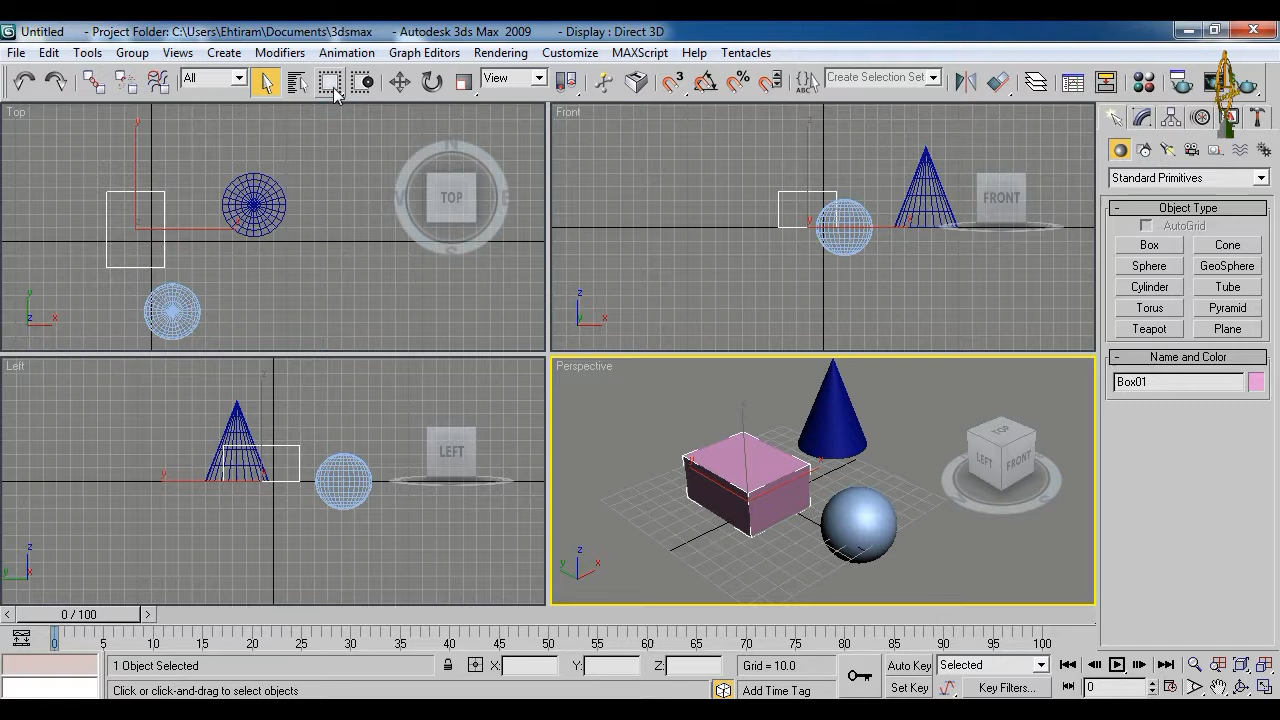 Untitled - Project Folder: C:\Users\Ehtiram\Documents\3dsmax - Autodesk 3ds Max 2009 - Display : Direct 3D
File Edit Tools Group Views Create Modifiers Animation Graph Editors Rendering Customize MAXScript Help Tentacles
All View 3 % ABC Create Selection Set
Top N W E S TOP
y x z
y z x
Front FRONT
z y x
z y x
Standard Primitives
- Object Type
AutoGrid
Box Cone
Sphere GeoSphere
Cylinder Tube
Torus Pyramid
Teapot Plane
- Name and Color
Box01
Left LEFT
z x
z y x
Perspective TOP LEFT FRONT
z y x
< 0 / 100 >
0 5 10 15 20 25 30 35 40 45 50 55 60 65 70 75 80 85 90 95 100
1 Object Selected X: Y: Z: Grid = 10.0 Auto Key Selected
Click or click-and-drag to select objects Add Time Tag Set Key Key Filters... 0